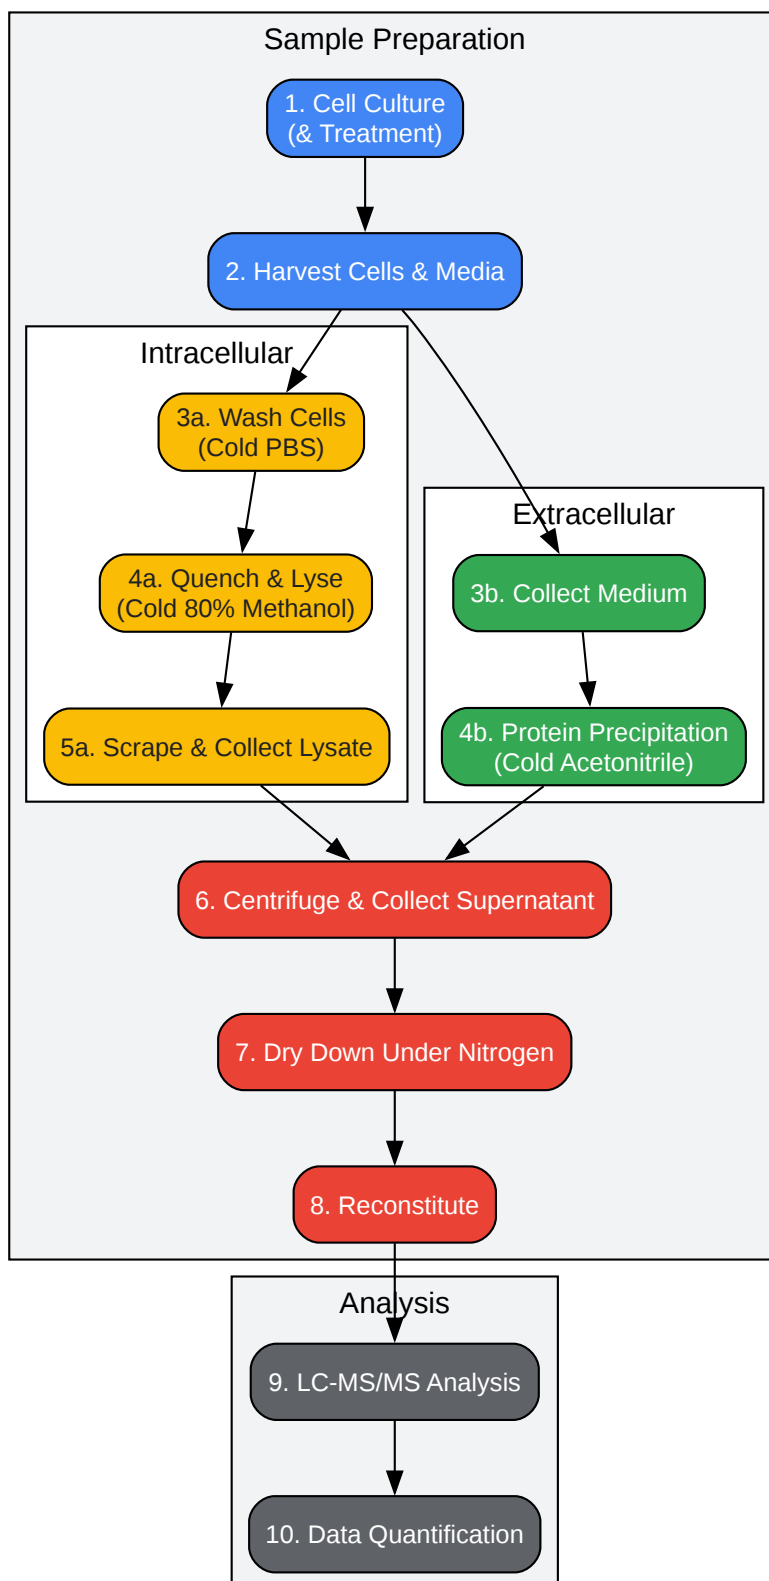 Sample Preparation
1. Cell Culture
(& Treatment)
2. Harvest Cells & Media
Intracellular
3a. Wash Cells
(Cold PBS)
Extracellular
4a. Quench & Lyse
(Cold 80% Methanol)
3b. Collect Medium
5a. Scrape & Collect Lysate
4b. Protein Precipitation
(Cold Acetonitrile)
6. Centrifuge & Collect Supernatant
7. Dry Down Under Nitrogen
8. Reconstitute
Analysis
9. LC-MS/MS Analysis
10. Data Quantification